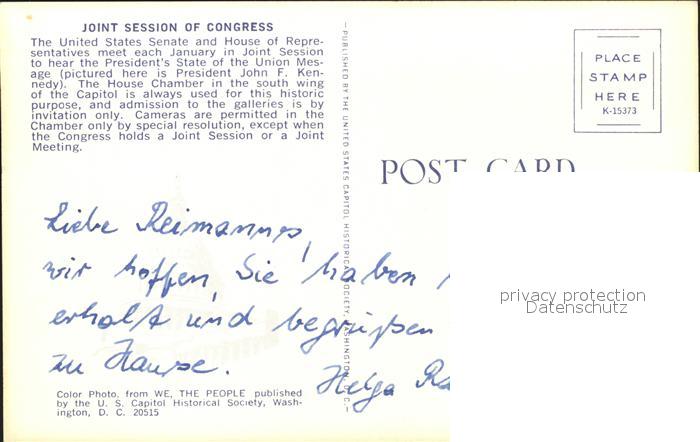 JOINT SESSION OF CONGRESS
The United States Senate and House of Repre-
sentatives meet each January in Joint Session
to hear the President's State of the Union Mes-
age (pictured here is President John F. Ken-
nedy). The House Chamber in the south wing
of the Capitol is always used for this historic
purpose, and admission to the galleries is by
invitation only. Cameras are permitted in the
Chamber only by special resolution, except when
the Congress holds a Joint Session or a Joint
Meeting.
PLACE
STAMP
HERE
K-15373
POST CARD
Liebe Reimanns,
wir hoffen, Sie haben
erholt und begrüßen
zu Hause.
Helga
Color Photo. from WE, THE PEOPLE published
by the U. S. Capitol Historical Society, Wash-
ington, D. C. 20515
—PUBLISHED BY THE UNITED STATES CAPITOL HISTORICAL SOCIETY, WASHINGTON, D.C.—
privacy protection
Datenschutz